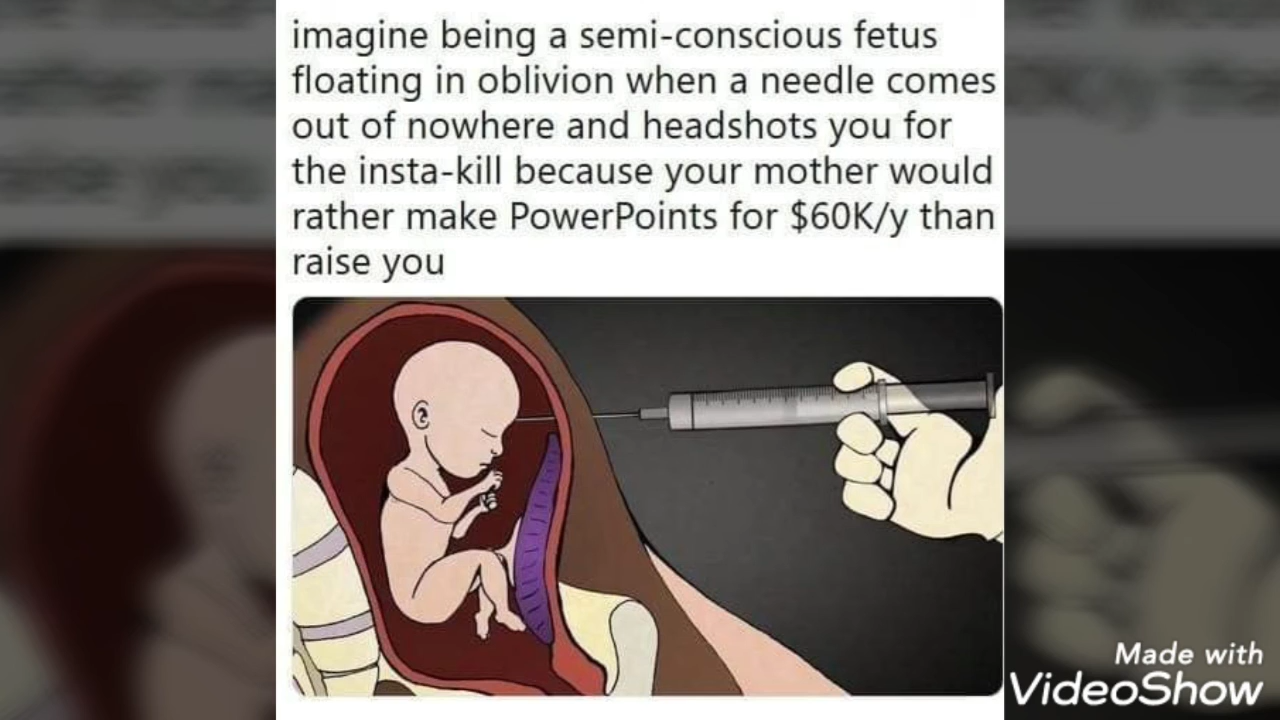 imagine being a semi-conscious fetus
floating in oblivion when a needle comes
out of nowhere and headshots you for
the insta-kill because your mother would
rather make PowerPoints for $60K/y than
raise you
Made with
VideoShow